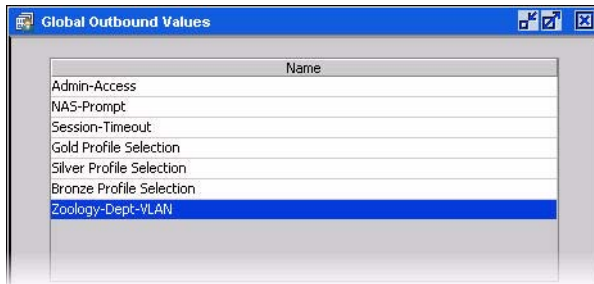 Global Outbound Values
Name
Admin-Access
NAS-Prompt
Session-Timeout
Gold Profile Selection
Silver Profile Selection
Bronze Profile Selection
Zoology-Dept-VLAN